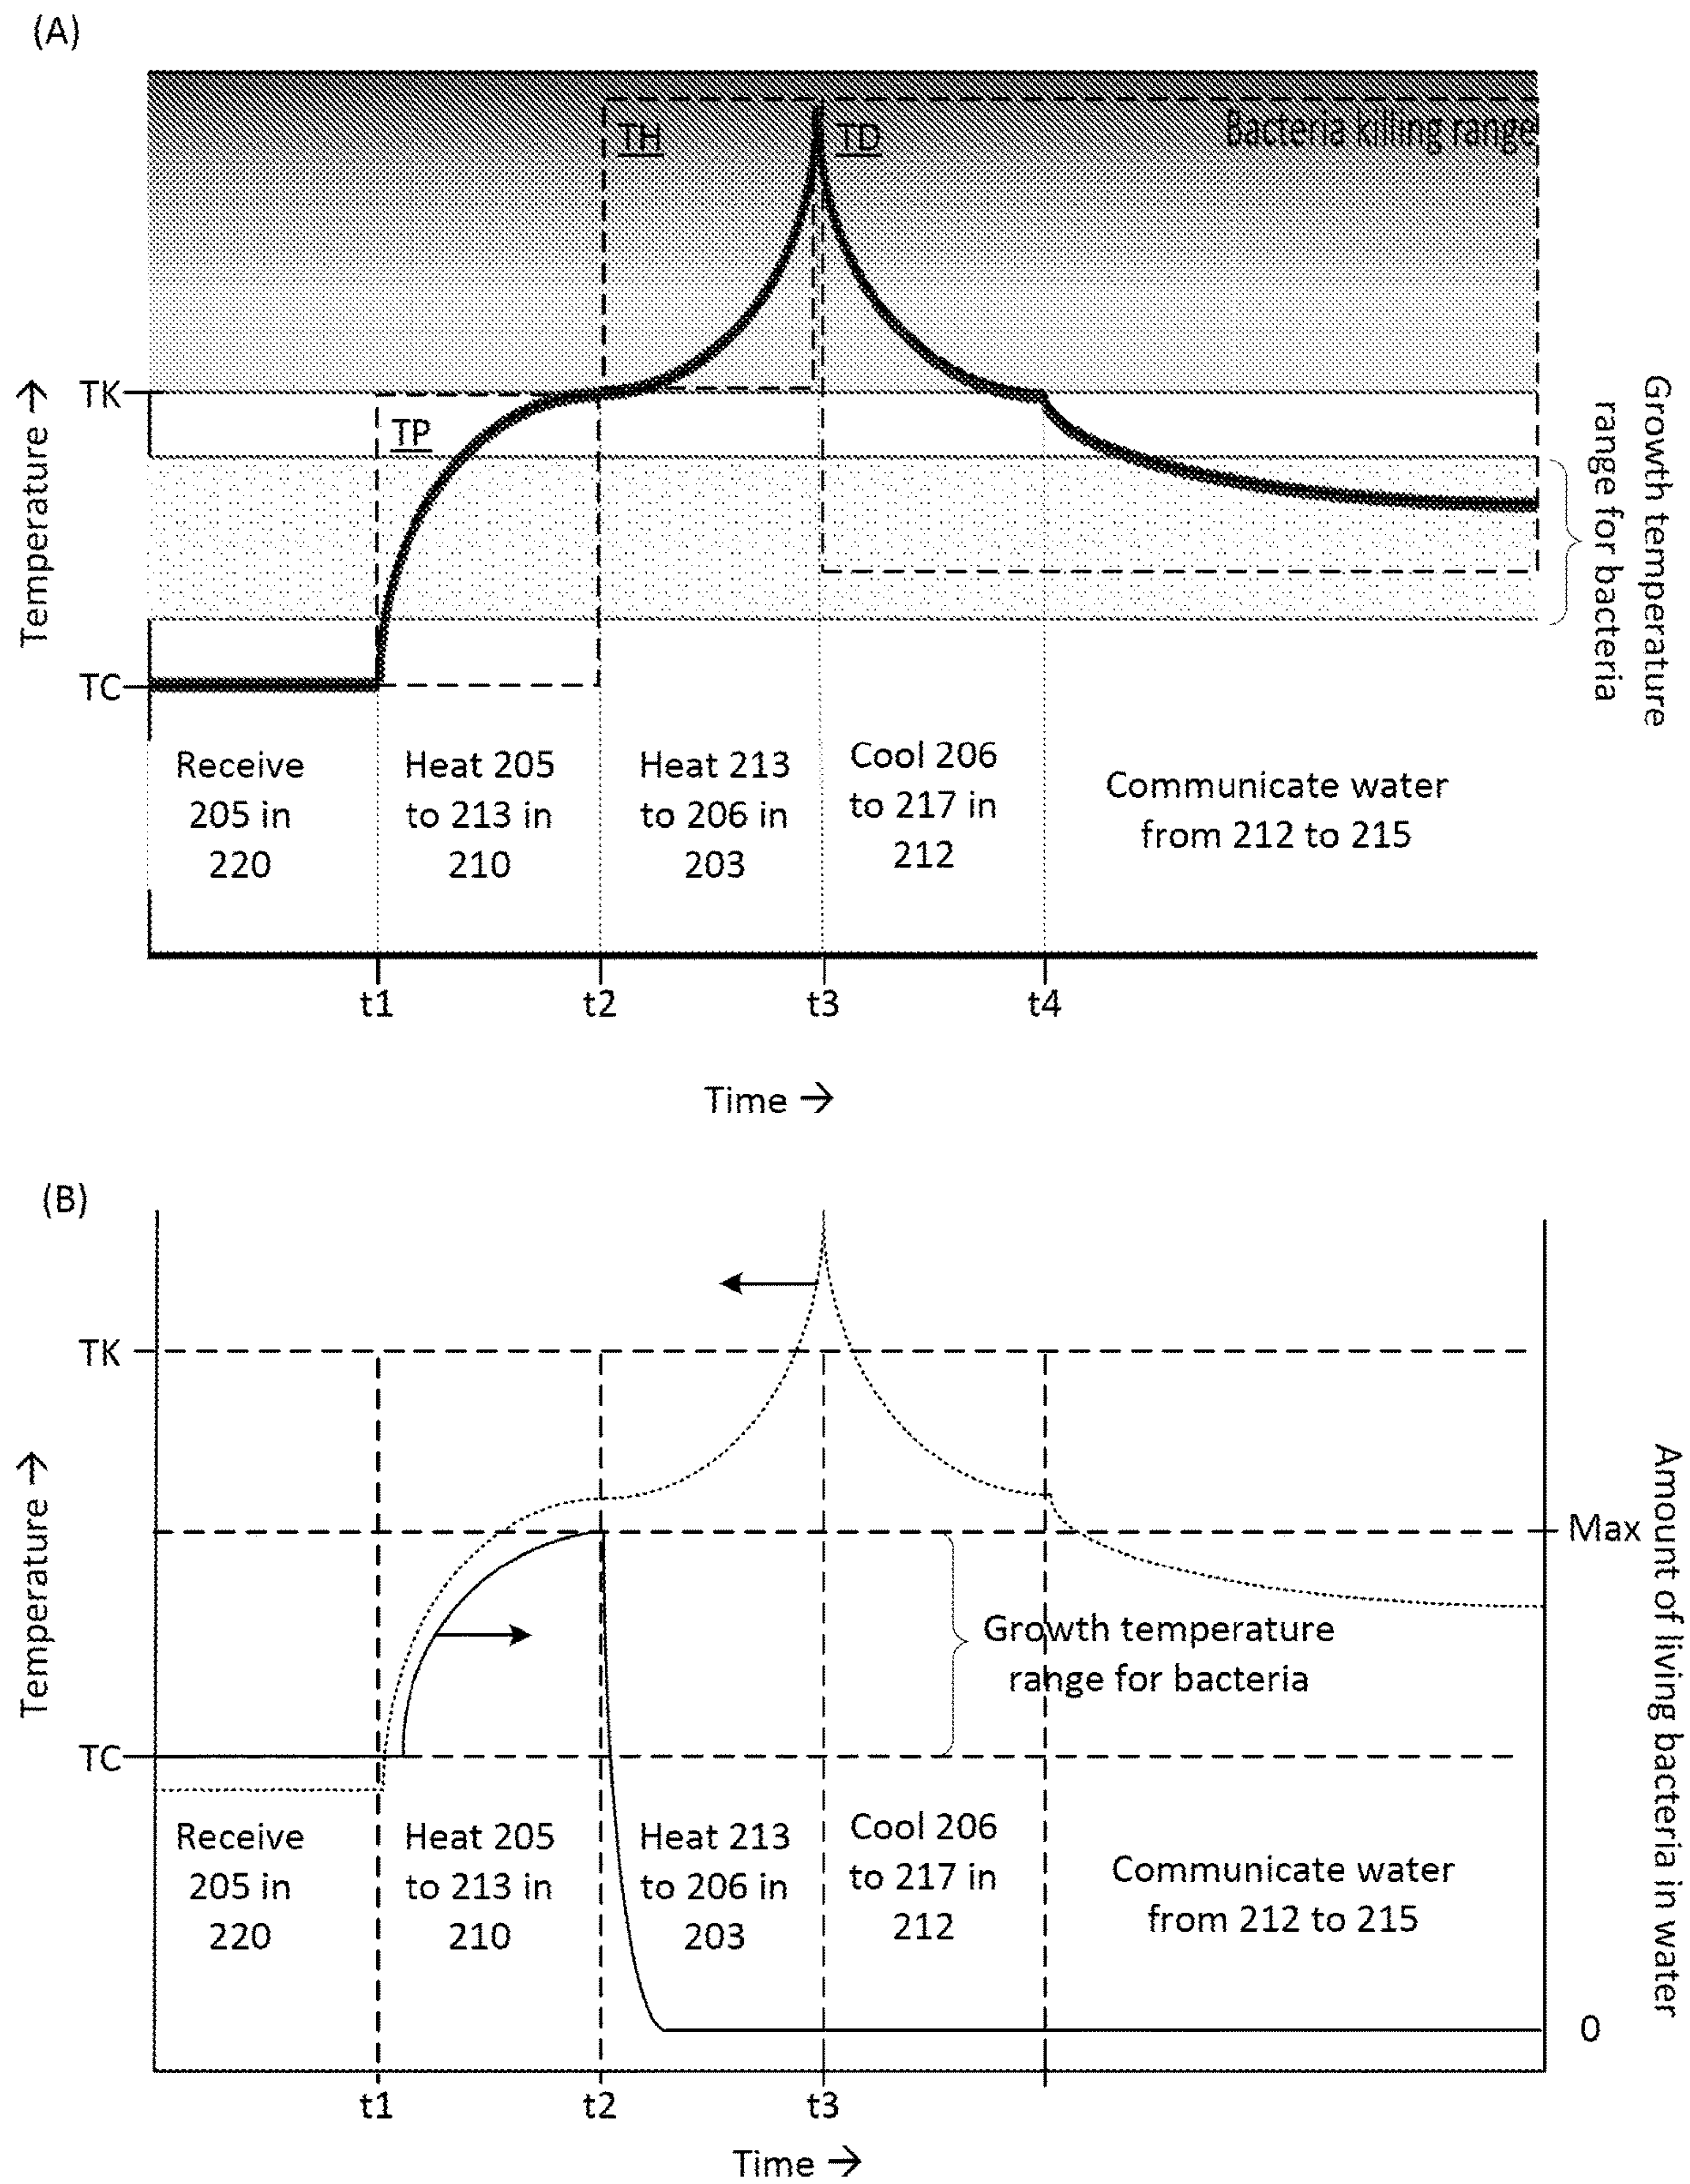 (A)
TH
TD
Bacteria killing range
TK
TP
TC
Temperature →
Growth temperature
range for bacteria
Receive
205 in
220
Heat 205
to 213 in
210
Heat 213
to 206 in
203
Cool 206
to 217 in
212
Communicate water
from 212 to 215
t1
t2
t3
t4
Time →
(B)
TK
Temperature →
Max
Growth temperature
range for bacteria
TC
Amount of living bacteria in water
Receive
205 in
220
Heat 205
to 213 in
210
Heat 213
to 206 in
203
Cool 206
to 217 in
212
Communicate water
from 212 to 215
0
t1
t2
t3
Time →